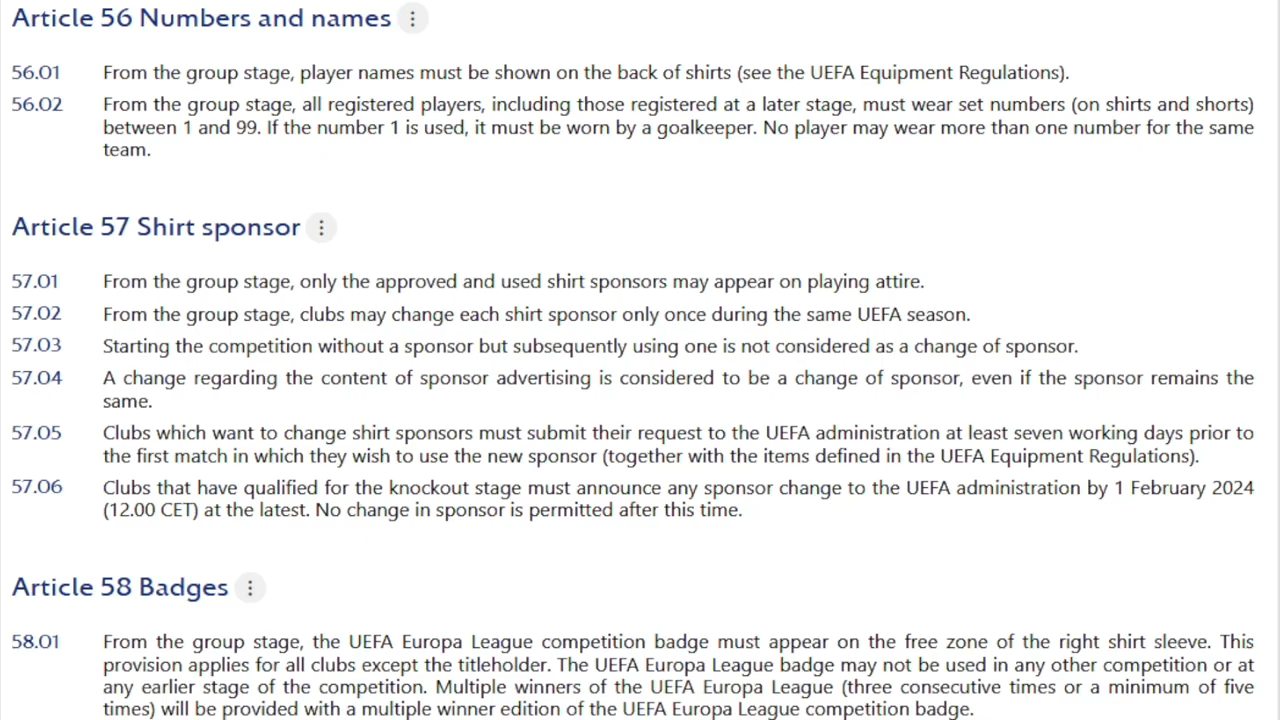 Article 56 Numbers and names
56.01 From the group stage, player names must be shown on the back of shirts (see the UEFA Equipment Regulations).
56.02 From the group stage, all registered players, including those registered at a later stage, must wear set numbers (on shirts and shorts)
between 1 and 99. If the number 1 is used, it must be worn by a goalkeeper. No player may wear more than one number for the same
team.
Article 57 Shirt sponsor
57.01 From the group stage, only the approved and used shirt sponsors may appear on playing attire.
57.02 From the group stage, clubs may change each shirt sponsor only once during the same UEFA season.
57.03 Starting the competition without a sponsor but subsequently using one is not considered as a change of sponsor.
57.04 A change regarding the content of sponsor advertising is considered to be a change of sponsor, even if the sponsor remains the
same.
57.05 Clubs which want to change shirt sponsors must submit their request to the UEFA administration at least seven working days prior to
the first match in which they wish to use the new sponsor (together with the items defined in the UEFA Equipment Regulations).
57.06 Clubs that have qualified for the knockout stage must announce any sponsor change to the UEFA administration by 1 February 2024
(12.00 CET) at the latest. No change in sponsor is permitted after this time.
Article 58 Badges
58.01 From the group stage, the UEFA Europa League competition badge must appear on the free zone of the right shirt sleeve. This
provision applies for all clubs except the titleholder. The UEFA Europa League badge may not be used in any other competition or at
any earlier stage of the competition. Multiple winners of the UEFA Europa League (three consecutive times or a minimum of five
times) will be provided with a multiple winner edition of the UEFA Europa League competition badge.